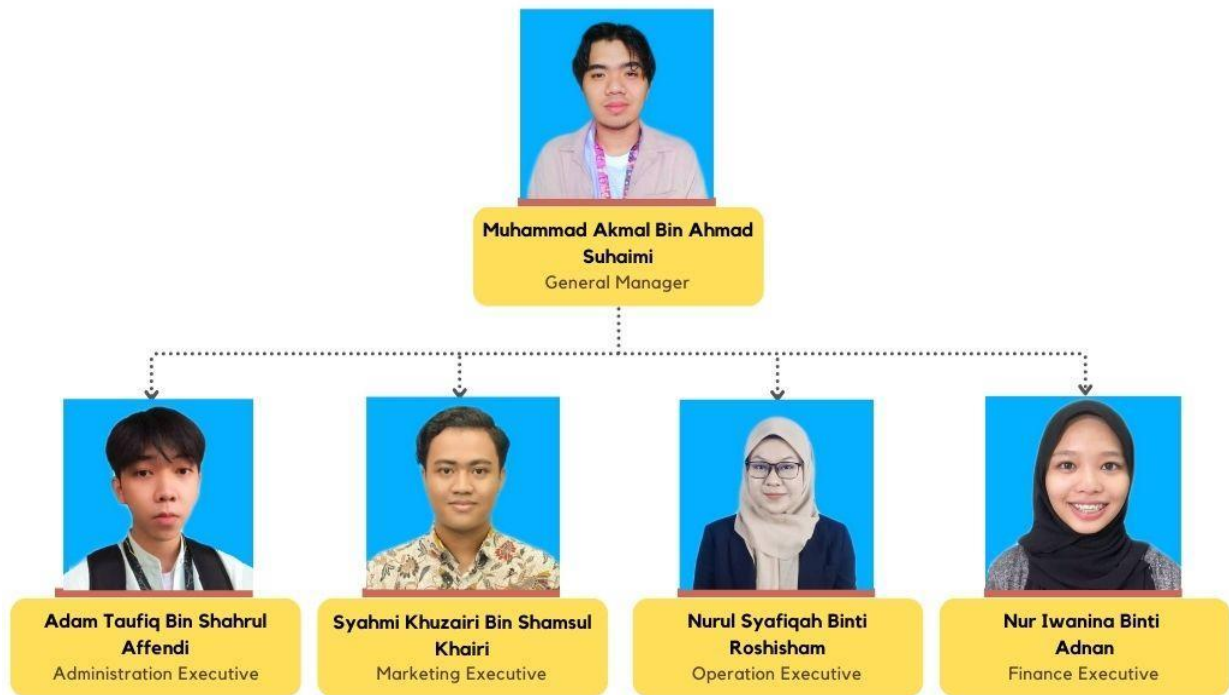 Muhammad Akmal Bin Ahmad
Suhaimi
General Manager
Adam Taufiq Bin Shahrul
Affendi
Administration Executive
Syahmi Khuzairi Bin Shamsul
Khairi
Marketing Executive
Nurul Syafiqah Binti
Roshisham
Operation Executive
Nur Iwanina Binti
Adnan
Finance Executive